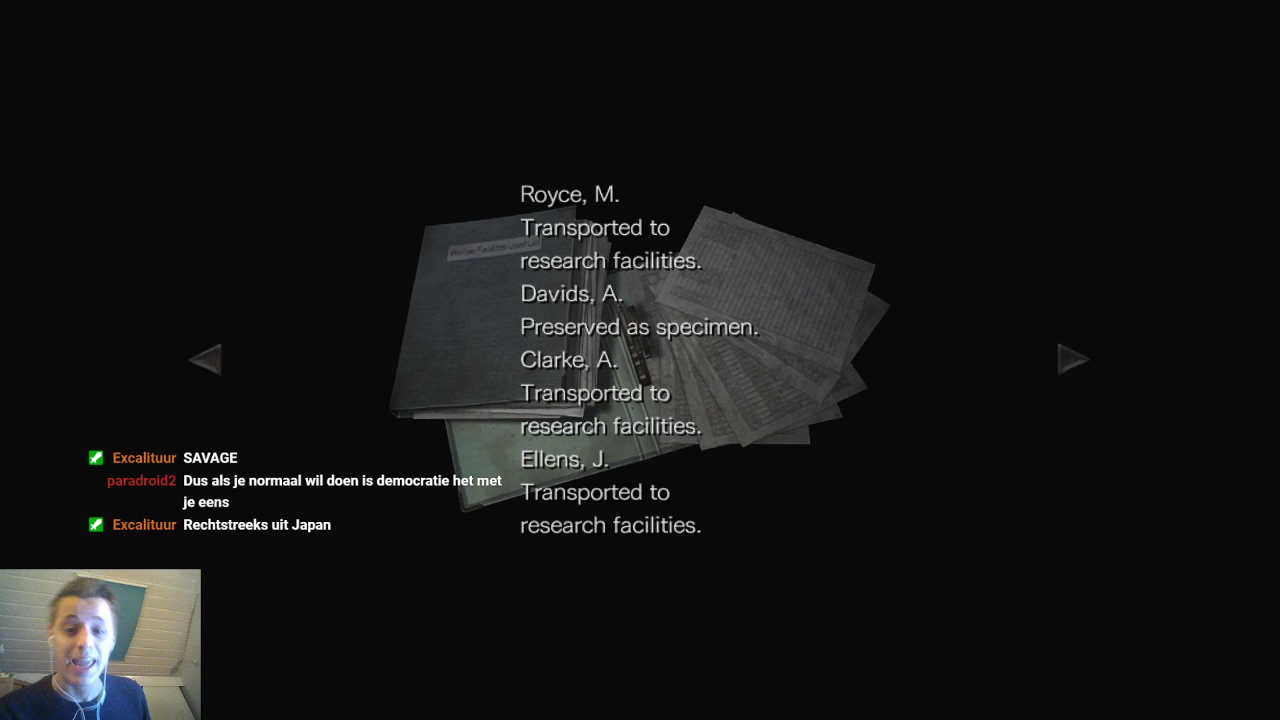 Royce, M.
Transported to
research facilities.
Davids, A.
Preserved as specimen.
Clarke, A.
Transported to
research facilities.
Ellens, J.
Transported to
research facilities.
Excalituur SAVAGE
paradroid2 Dus als je normaal wil doen is democratie het met
je eens
Excalituur Rechtstreeks uit Japan